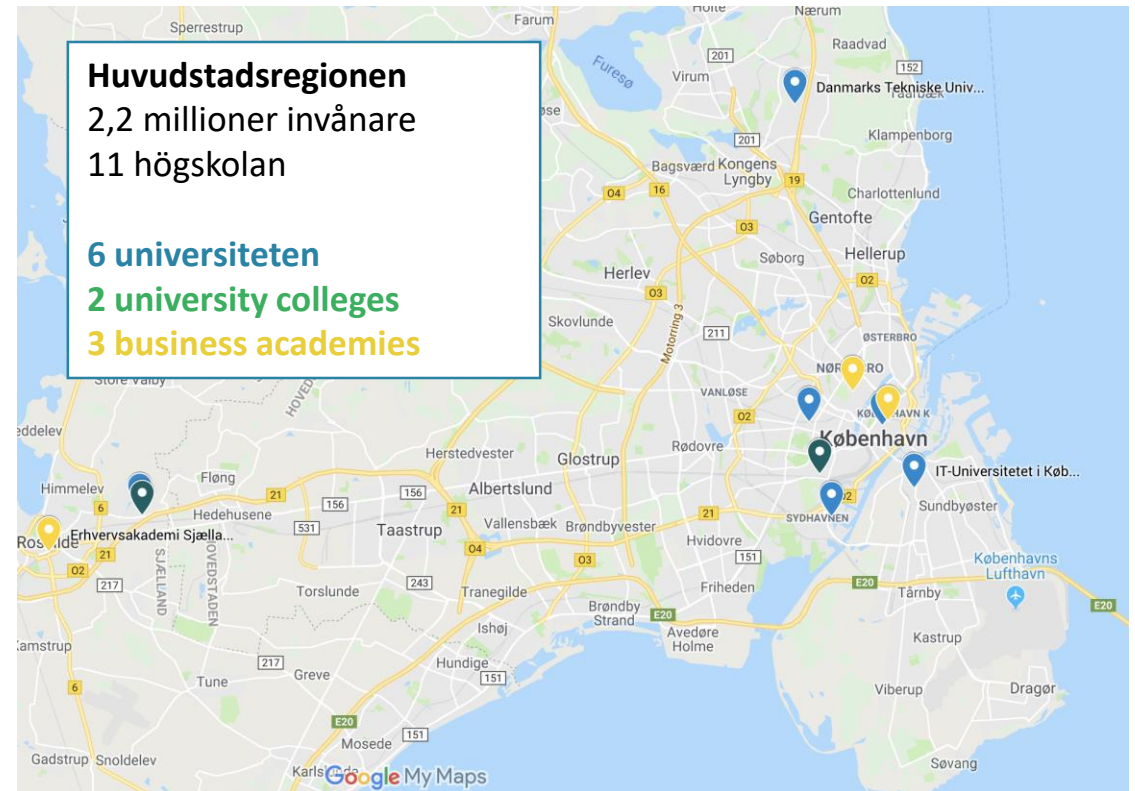 Huvudstadsregionen
2,2 millioner invånare
11 högskolan
6 universiteten
2 university colleges
3 business academies
Sperrestrup
Farum
Holte
Nærum
Raadvad
201
152
Furesø
Virum
Danmarks Tekniske Univ...
Taarbæk
201
Klampenborg
Bagsværd
Kongens
Lyngby
19
O4
16
Charlottenlund
Gentofte
O3
Søborg
Hellerup
Herlev
O2
O3
Skovlunde
Motorring 3
211
ØSTERBRO
Store Valby
VANLØSE
O2
København
Rødovre
Herstedvester
Glostrup
IT-Universitetet i Køb...
Himmelev
Fløng
21
156
156
Albertslund
6
Hedehusene
21
Sundbyøster
531
Taastrup
Vallensbæk
Brøndbyvester
21
SYDHAVNEN
O2
Erhvervsakademi Sjælla...
Hvidovre
21
O4
O3
151
Københavns
Lufthavn
O2
217
SJÆLLAND
HOVEDSTADEN
Torslunde
243
Tranegilde
Friheden
E20
Tårnby
E20
Brøndby
Strand
E20
Avedøre
Holme
Ishøj
Kastrup
217
Hundige
151
Tune
Greve
6
Viberup
Dragør
E20
Mosede
151
Gadstrup
Snoldelev
Google My Maps
Søvang